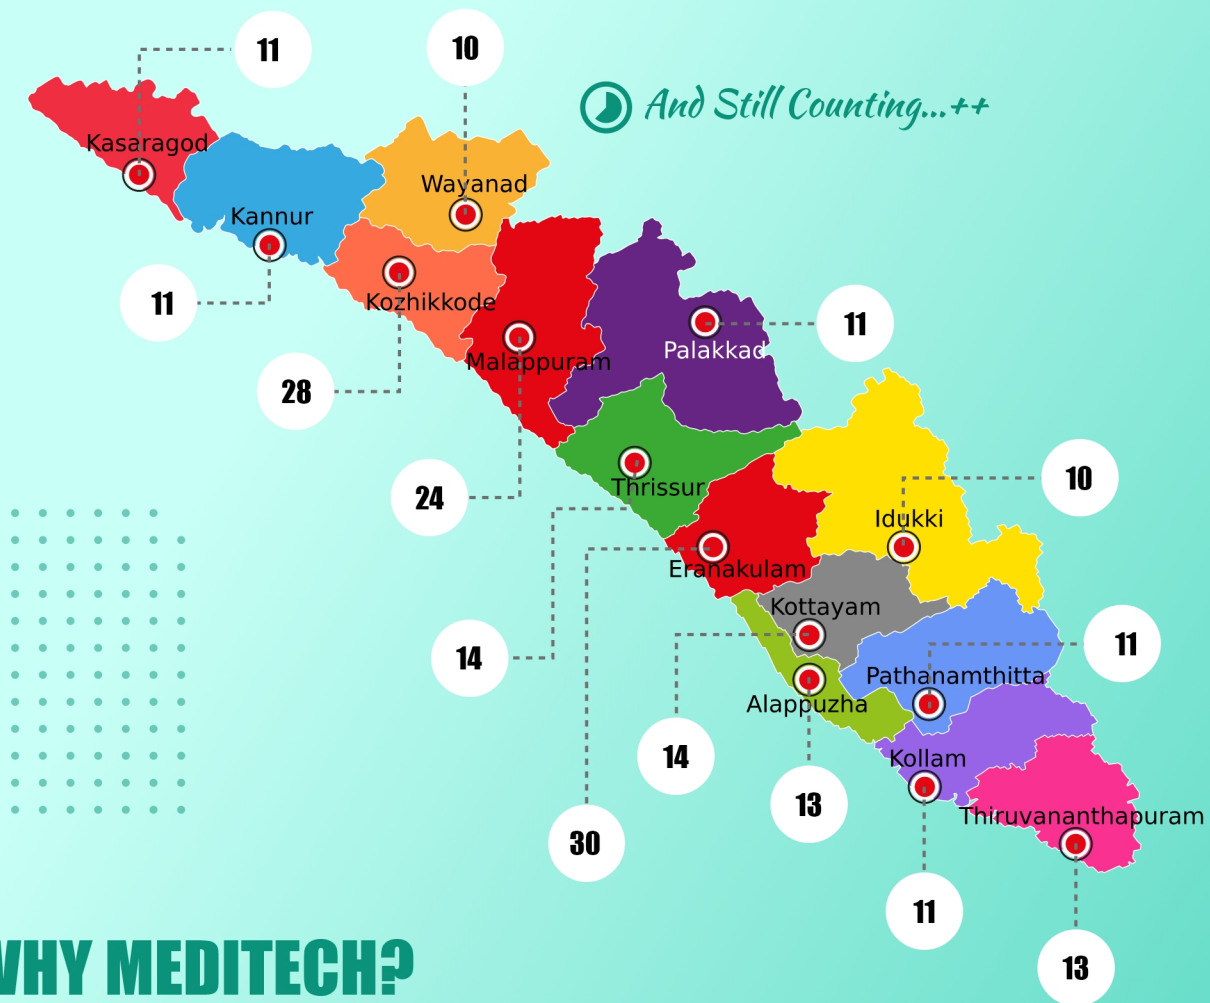 11
10
And Still Counting...++
Kasaragod
Wayanad
Kannur
11
Kozhikkode
28
Malappuram
Palakkad
11
24
Thrissur
10
Idukki
Eranakulam
14
Kottayam
11
Pathanamthitta
Alappuzha
14
13
Kollam
30
Thiruvananthapuram
11
13
WHY MEDITECH?